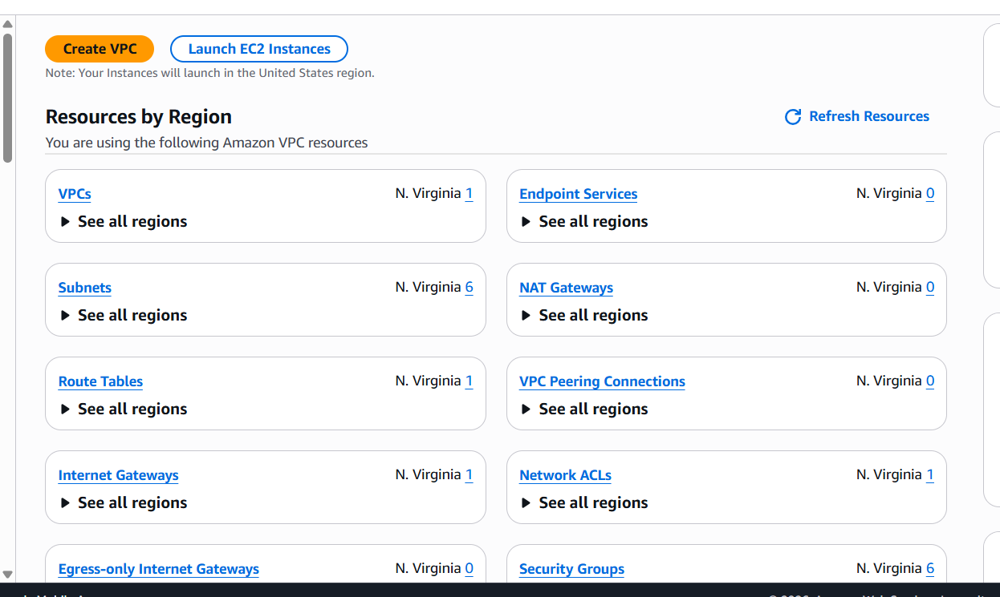 Create VPC
Launch EC2 Instances
Note: Your Instances will launch in the United States region.
Resources by Region
Refresh Resources
You are using the following Amazon VPC resources
VPCs
N. Virginia 1
See all regions
Endpoint Services
N. Virginia 0
See all regions
Subnets
N. Virginia 6
See all regions
NAT Gateways
N. Virginia 0
See all regions
Route Tables
N. Virginia 1
See all regions
VPC Peering Connections
N. Virginia 0
See all regions
Internet Gateways
N. Virginia 1
See all regions
Network ACLs
N. Virginia 1
See all regions
Egress-only Internet Gateways
N. Virginia 0
Security Groups
N. Virginia 6